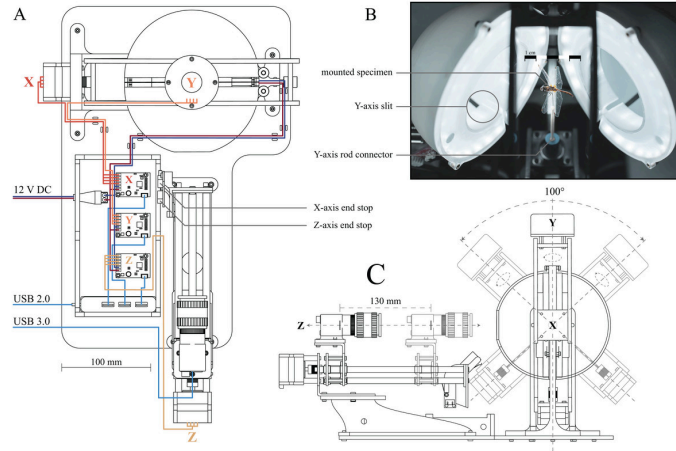 A
X
Y
12 V DC
X
Y
Z
USB 2.0
USB 3.0
100 mm
Z
X-axis end stop
Z-axis end stop
B
1 cm
mounted specimen
Y-axis slit
Y-axis rod connector
C
100°
Y
130 mm
Z
X